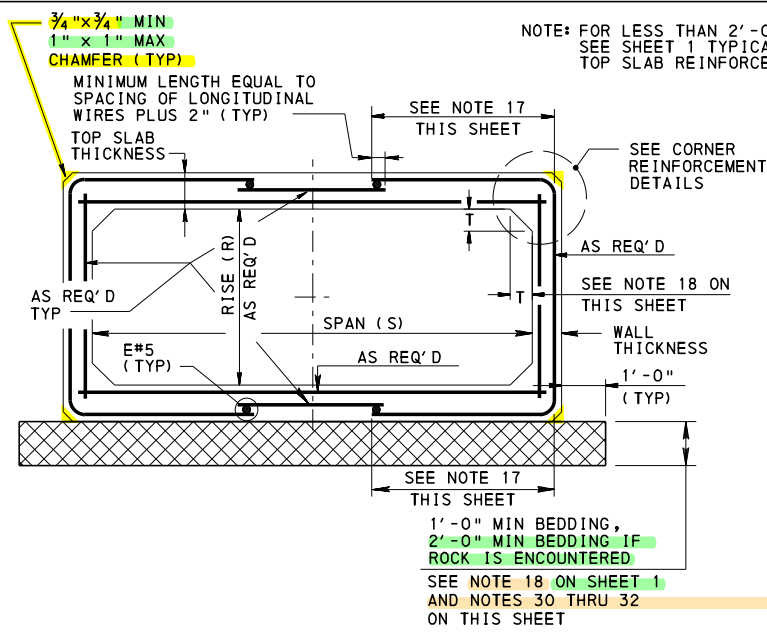 ¾"x¾" MIN
1" x 1" MAX
CHAMFER (TYP)
NOTE: FOR LESS THAN 2'-0
SEE SHEET 1 TYPICA
TOP SLAB REINFORCE
MINIMUM LENGTH EQUAL TO
SPACING OF LONGITUDINAL
WIRES PLUS 2" (TYP)
SEE NOTE 17
THIS SHEET
TOP SLAB
THICKNESS
SEE CORNER
REINFORCEMENT
DETAILS
T
T
RISE (R)
AS REQ'D
AS REQ'D
AS REQ'D
TYP
SEE NOTE 18 ON
THIS SHEET
SPAN (S)
WALL
THICKNESS
E#5
(TYP)
AS REQ'D
1'-0"
(TYP)
SEE NOTE 17
THIS SHEET
1'-0" MIN BEDDING,
2'-0" MIN BEDDING IF
ROCK IS ENCOUNTERED
SEE NOTE 18 ON SHEET 1
AND NOTES 30 THRU 32
ON THIS SHEET